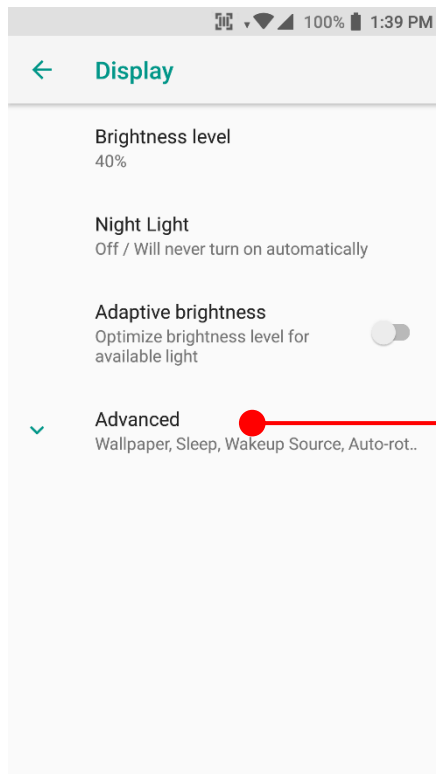 100% 1:39 PM
Display
Brightness level
40%
Night Light
Off / Will never turn on automatically
Adaptive brightness
Optimize brightness level for
available light
Advanced
Wallpaper, Sleep, Wakeup Source, Auto-rot..